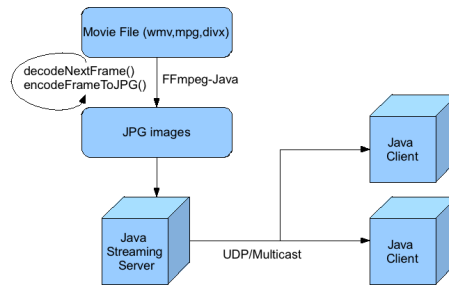 Movie File (wmv,mpg,divx)
decodeNextFrame()
encodeFrameToJPG()
FFmpeg-Java
JPG images
Java
Client
Java
Streaming
Server
UDP/Multicast
Java
Client